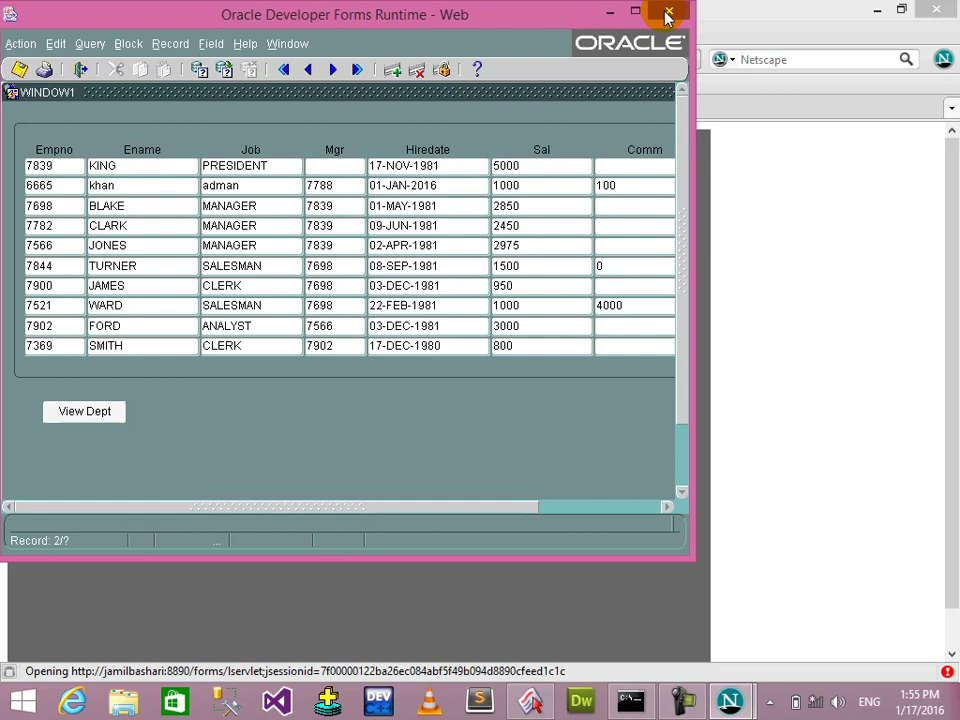 Oracle Developer Forms Runtime - Web
Action Edit Query Block Record Field Help Window
ORACLE
Netscape
WINDOW1
Empno Ename Job Mgr Hiredate Sal Comm
7839 KING PRESIDENT 17-NOV-1981 5000
6665 khan adman 7788 01-JAN-2016 1000 100
7698 BLAKE MANAGER 7839 01-MAY-1981 2850
7782 CLARK MANAGER 7839 09-JUN-1981 2450
7566 JONES MANAGER 7839 02-APR-1981 2975
7844 TURNER SALESMAN 7698 08-SEP-1981 1500 0
7900 JAMES CLERK 7698 03-DEC-1981 950
7521 WARD SALESMAN 7698 22-FEB-1981 1000 4000
7902 FORD ANALYST 7566 03-DEC-1981 3000
7369 SMITH CLERK 7902 17-DEC-1980 800
View Dept
Record: 2/? ...
Opening http://jamilbashari:8890/forms/lservlet;jsessionid=7f00000122ba26ec084abf5f49b094d8890cfeed1c1c
DEV
Dw
S
ENG
1:55 PM
1/17/2016